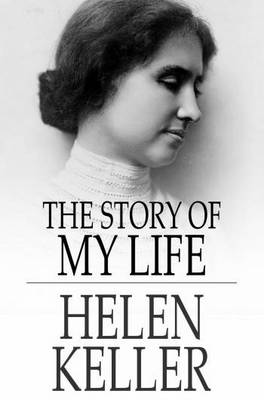 THE STORY OF
MY LIFE
HELEN
KELLER